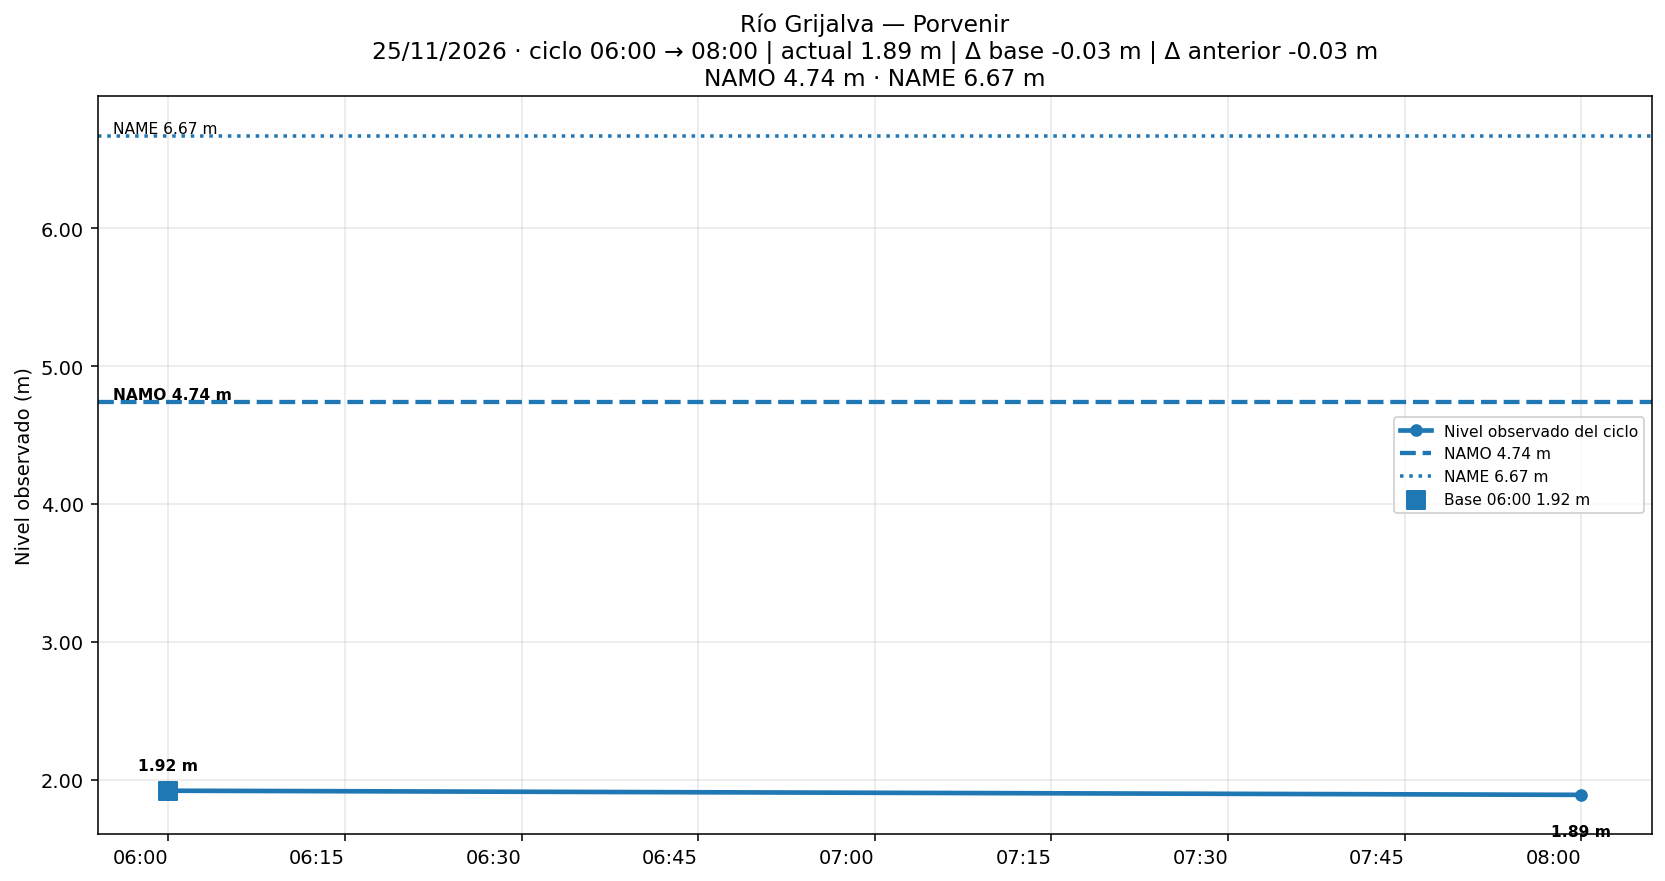 Río Grijalva — Porvenir
25/11/2026 · ciclo 06:00 → 08:00 | actual 1.89 m | Δ base -0.03 m | Δ anterior -0.03 m
NAMO 4.74 m · NAME 6.67 m
NAME 6.67 m
6.00
5.00
NAMO 4.74 m
Nivel observado del ciclo
NAMO 4.74 m
NAME 6.67 m
Base 06:00 1.92 m
4.00
Nivel observado (m)
3.00
2.00
1.92 m
1.89 m
06:00 06:15 06:30 06:45 07:00 07:15 07:30 07:45 08:00